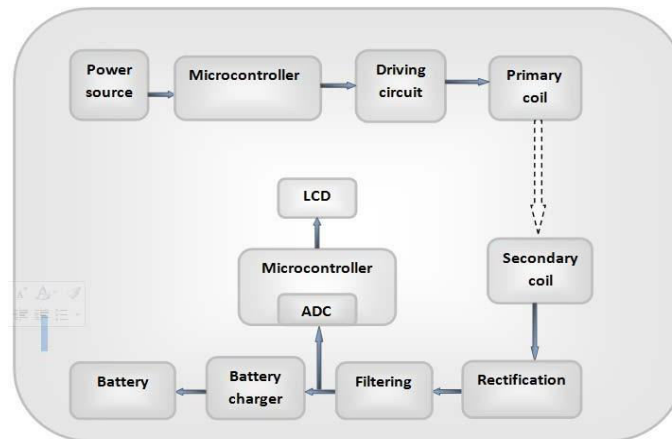 Power
source
Microcontroller
Driving
circuit
Primary
coil
LCD
Microcontroller
ADC
Secondary
coil
Battery
Battery
charger
Filtering
Rectification